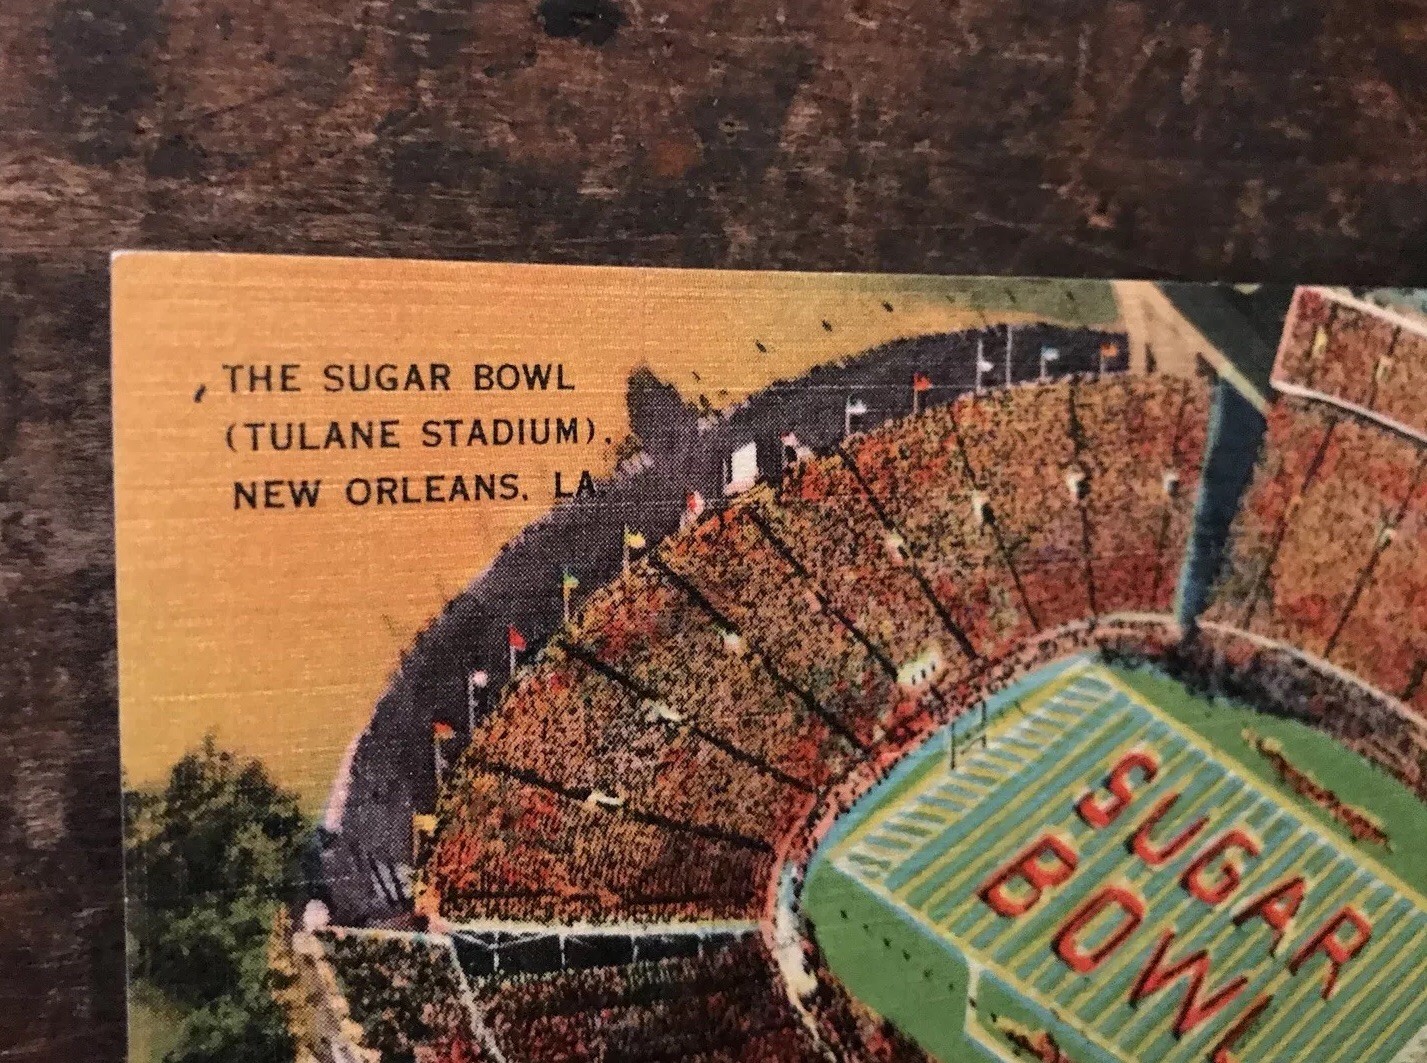 THE SUGAR BOWL
(TULANE STADIUM).
NEW ORLEANS. LA.
SUGAR
BOWL